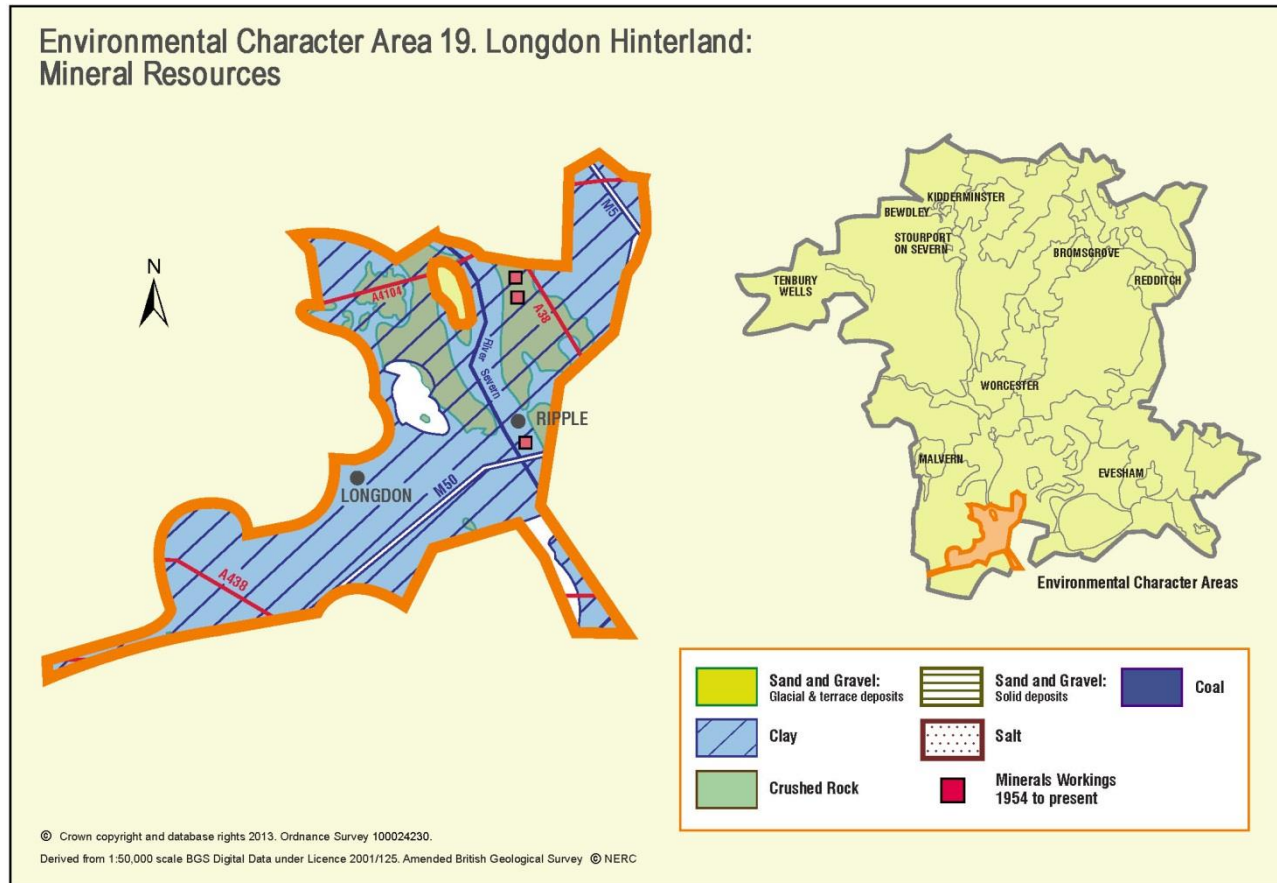 Environmental Character Area 19. Longdon Hinterland:
Mineral Resources
N
M5
A4104
A38
River Severn
RIPPLE
M50
LONGDON
A438
KIDDERMINSTER
BEWDLEY
STOURPORT
ON SEVERN
BROMSGROVE
TENBURY
WELLS
REDDITCH
WORCESTER
MALVERN
EVESHAM
Environmental Character Areas
Sand and Gravel:
Glacial & terrace deposits
Sand and Gravel:
Solid deposits
Coal
Clay
Salt
Crushed Rock
Minerals Workings
1954 to present
© Crown copyright and database rights 2013. Ordnance Survey 100024230.
Derived from 1:50,000 scale BGS Digital Data under Licence 2001/125. Amended British Geological Survey © NERC